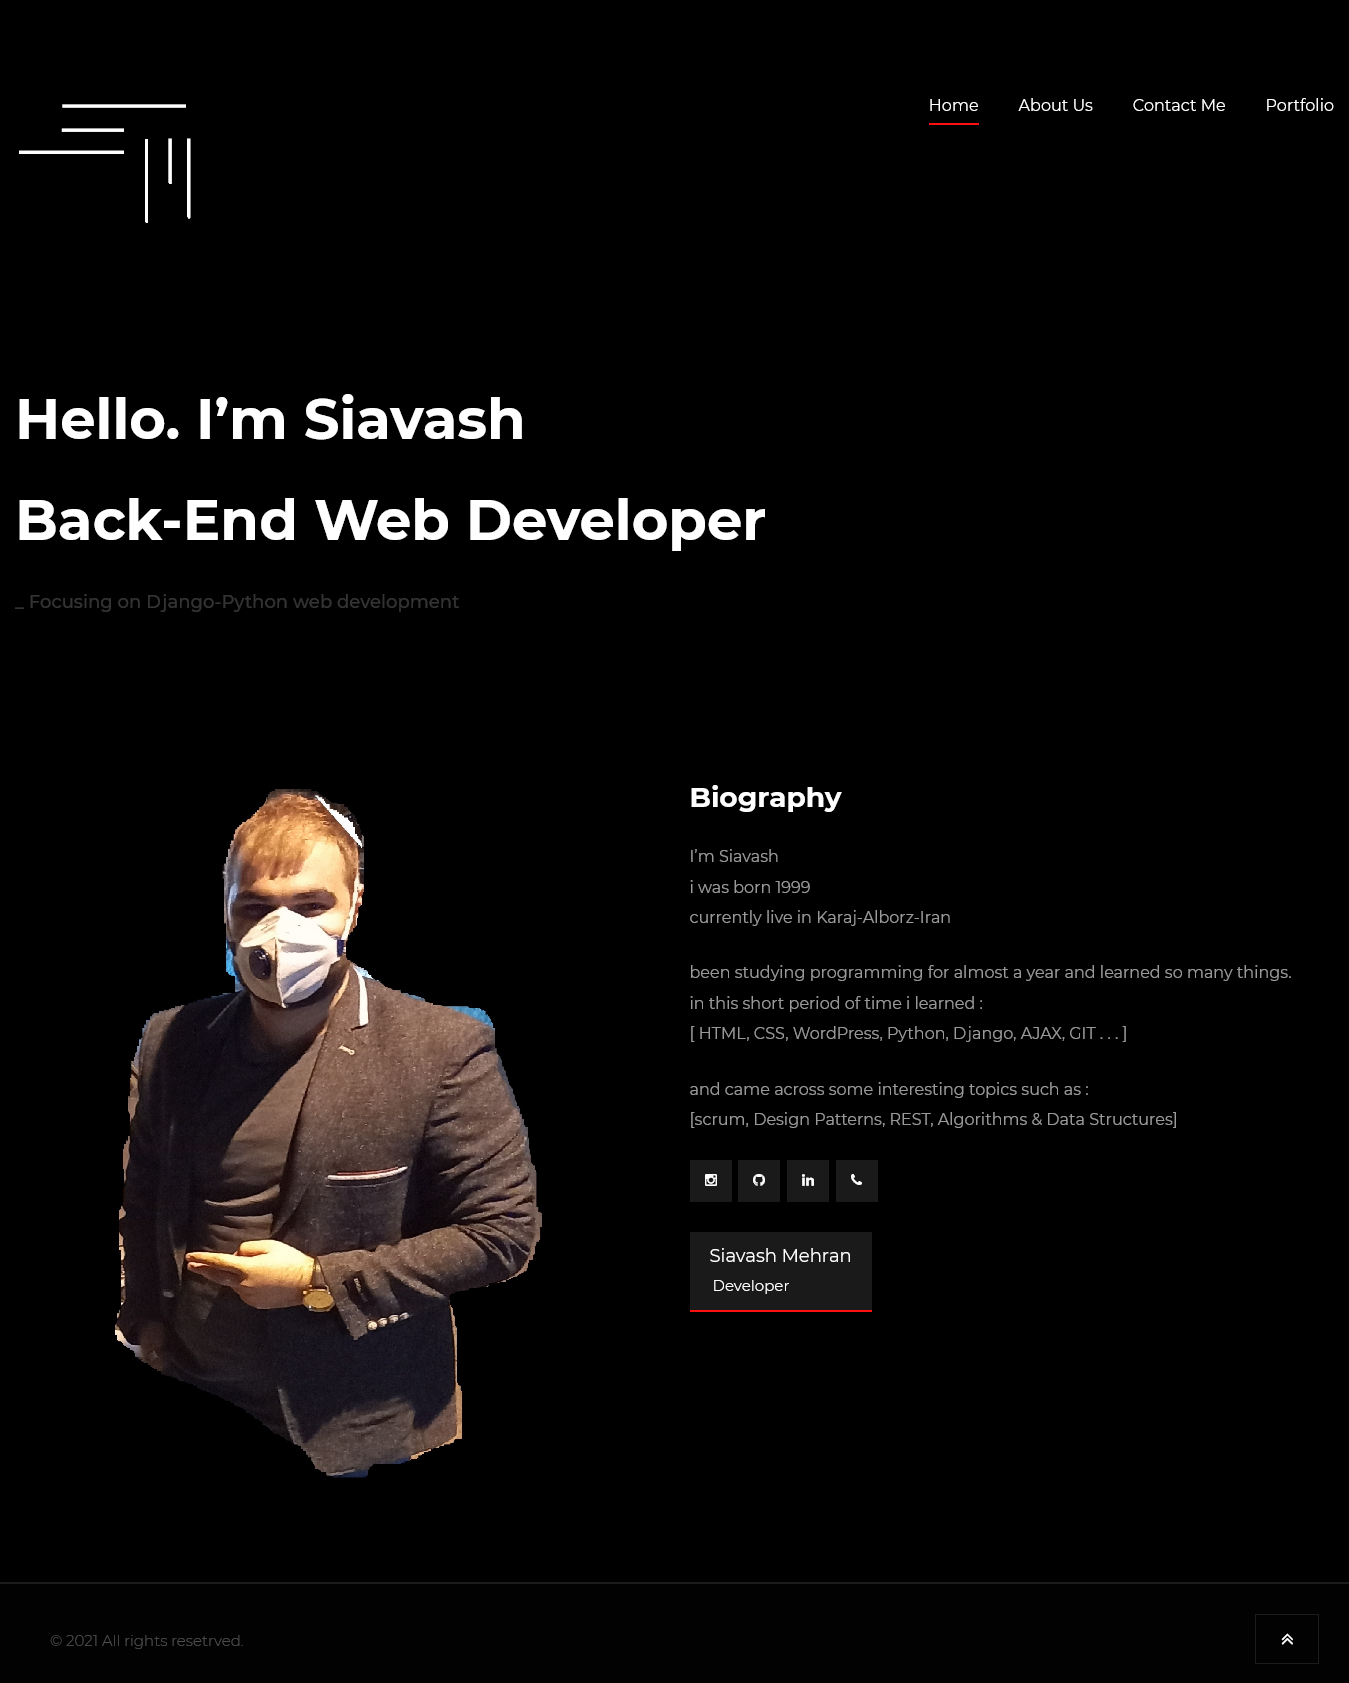 Home
About Us
Contact Me
Portfolio
Hello. I’m Siavash
Back-End Web Developer
_ Focusing on Django-Python web development
Biography
I’m Siavash
i was born 1999
currently live in Karaj-Alborz-Iran
been studying programming for almost a year and learned so many things.
in this short period of time i learned :
[ HTML, CSS, WordPress, Python, Django, AJAX, GIT . . . ]
and came across some interesting topics such as :
[scrum, Design Patterns, REST, Algorithms & Data Structures]
Siavash Mehran
Developer
© 2021 All rights resetrved.